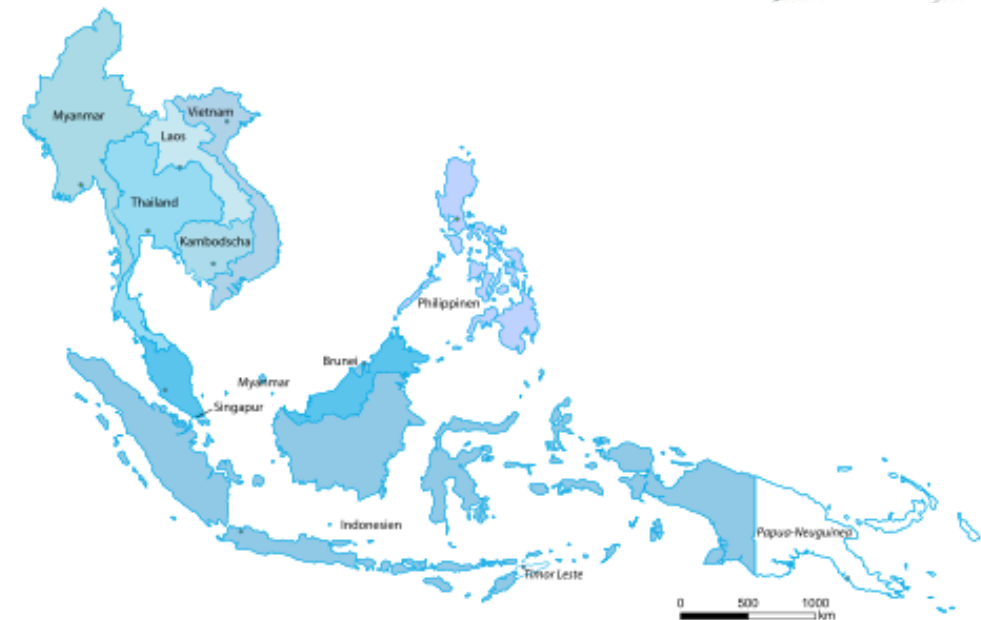 Myanmar
Vietnam
Laos
Thailand
Kambodscha
Philippinen
Brunei
Myanmar
Singapur
Indonesien
Papua-Neuguinea
Timor Leste
0 500 1000
km